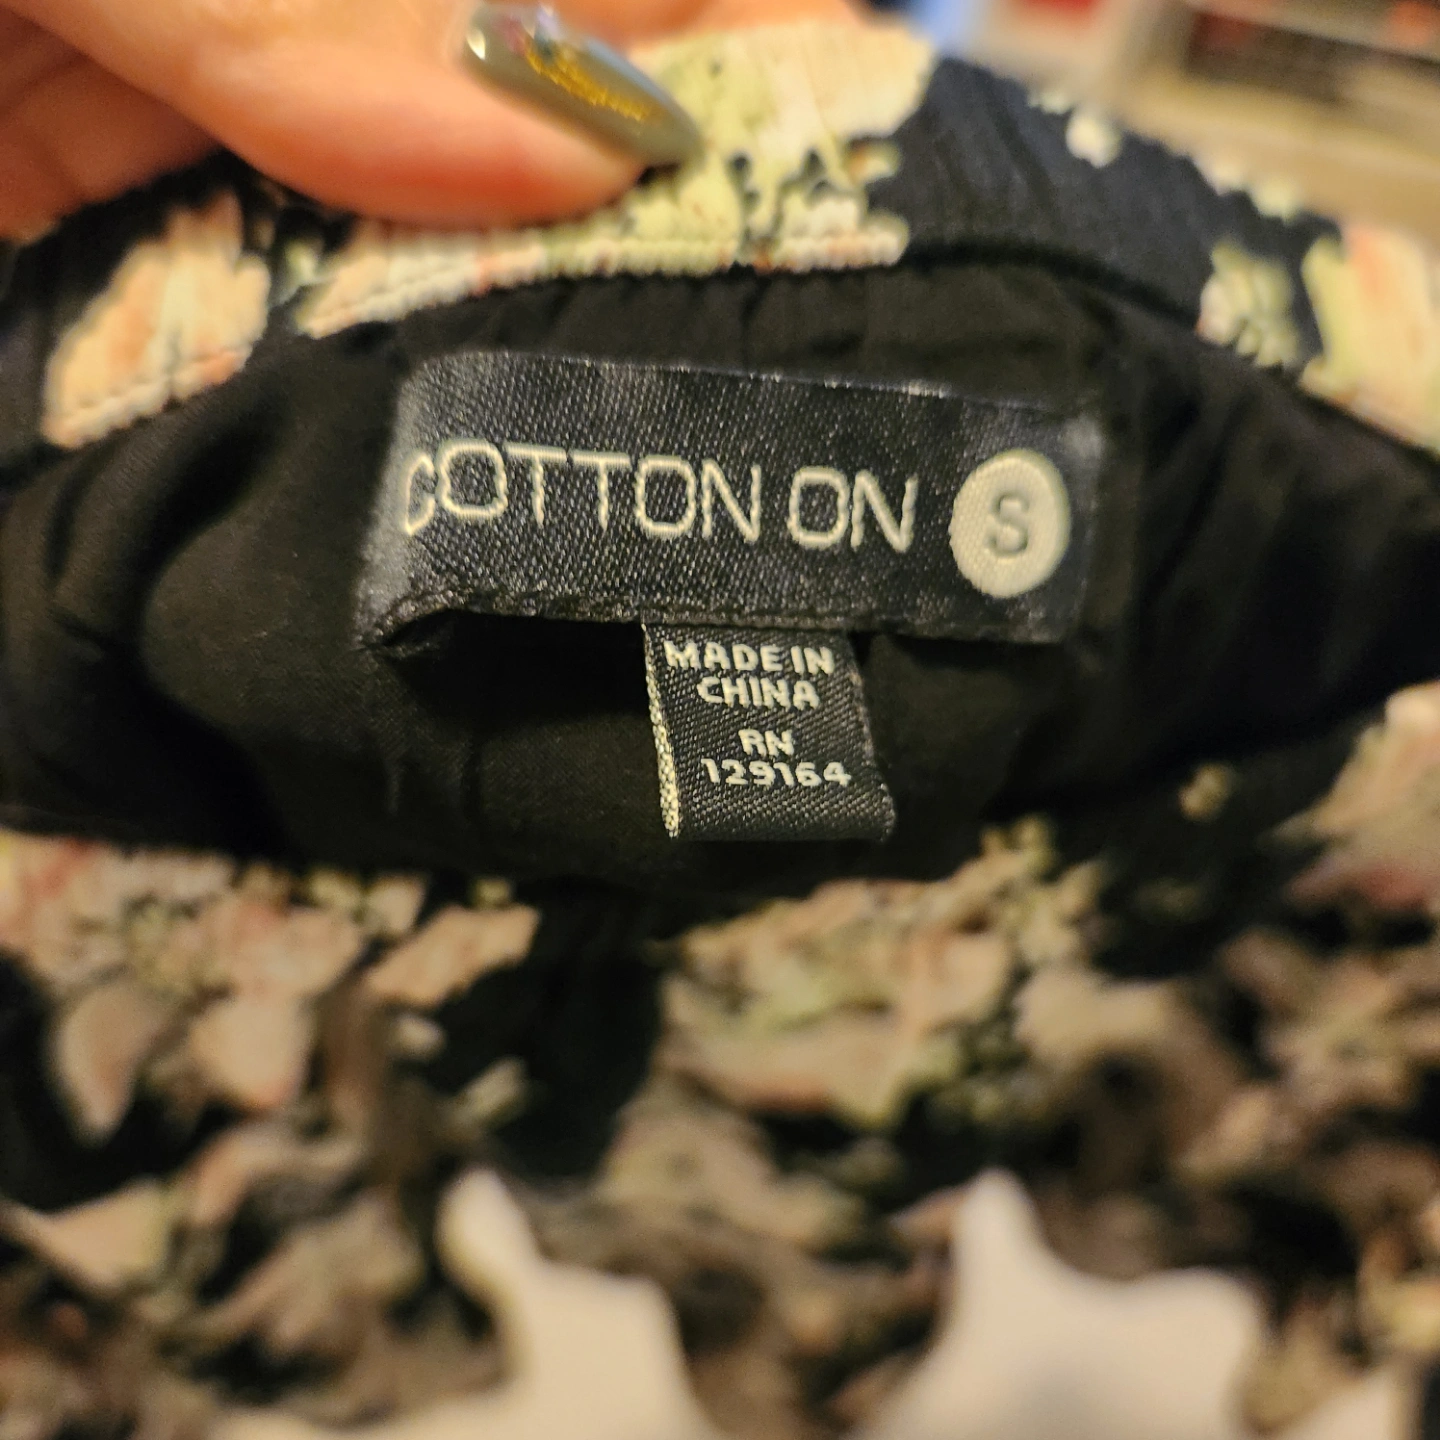 COTTON ON S
MADE IN
CHINA
RN
129164